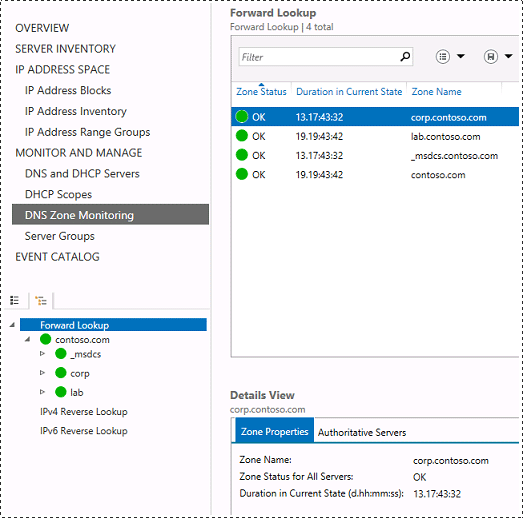 OVERVIEW
SERVER INVENTORY
IP ADDRESS SPACE
IP Address Blocks
IP Address Inventory
IP Address Range Groups
MONITOR AND MANAGE
DNS and DHCP Servers
DHCP Scopes
DNS Zone Monitoring
Server Groups
EVENT CATALOG
Forward Lookup
contoso.com
_msdcs
corp
lab
IPv4 Reverse Lookup
IPv6 Reverse Lookup
Forward Lookup
Forward Lookup | 4 total
Filter
Zone Status Duration in Current State Zone Name
OK 13.17:43:32 corp.contoso.com
OK 19.19:43:42 lab.contoso.com
OK 13.17:43:32 _msdcs.contoso.com
OK 19.19:43:42 contoso.com
Details View
corp.contoso.com
Zone Properties Authoritative Servers
Zone Name: corp.contoso.com
Zone Status for All Servers: OK
Duration in Current State (d.hh:mm:ss): 13.17:43:32